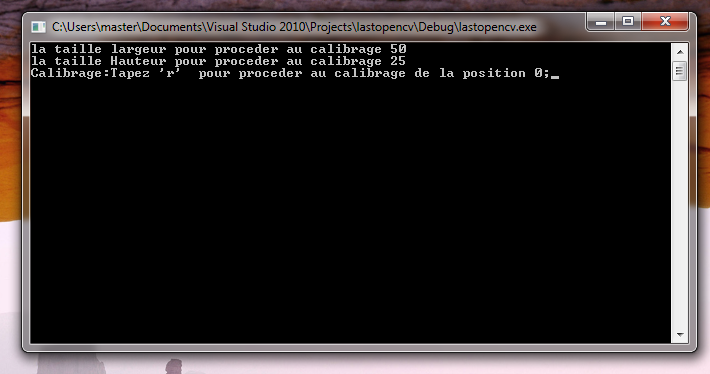 C:\Users\master\Documents\Visual Studio 2010\Projects\lastopencv\Debug\lastopencv.exe
la taille largeur pour proceder au calibrage 50
la taille Hauteur pour proceder au calibrage 25
Calibrage:Tapez 'r'  pour proceder au calibrage de la position 0;_